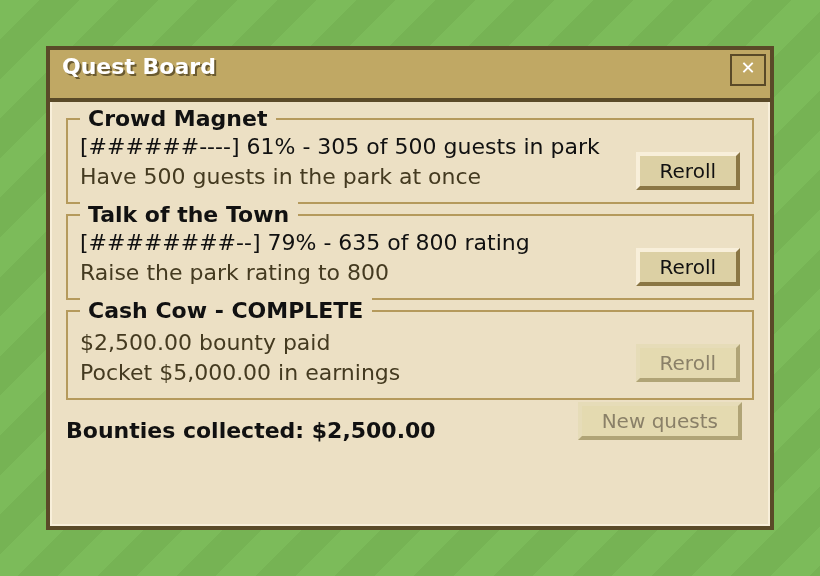 Quest Board
✕
Crowd Magnet
[######----] 61% - 305 of 500 guests in park
Have 500 guests in the park at once
Reroll
Talk of the Town
[########--] 79% - 635 of 800 rating
Raise the park rating to 800
Reroll
Cash Cow - COMPLETE
$2,500.00 bounty paid
Pocket $5,000.00 in earnings
Reroll
Bounties collected: $2,500.00
New quests